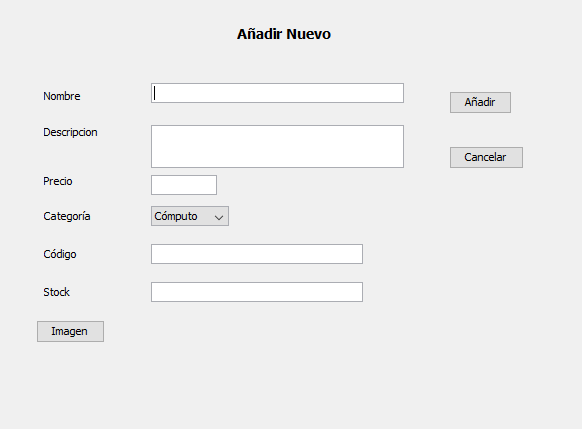 Añadir Nuevo
Nombre
Añadir
Descripcion
Cancelar
Precio
Categoría
Cómputo
Código
Stock
Imagen